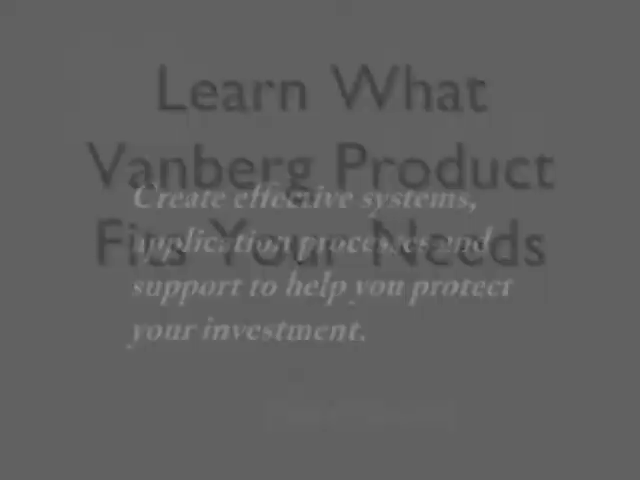 Learn What
Vanberg Product
Fits Your Needs
Create effective systems,
application processes and
support to help you protect
your investment.